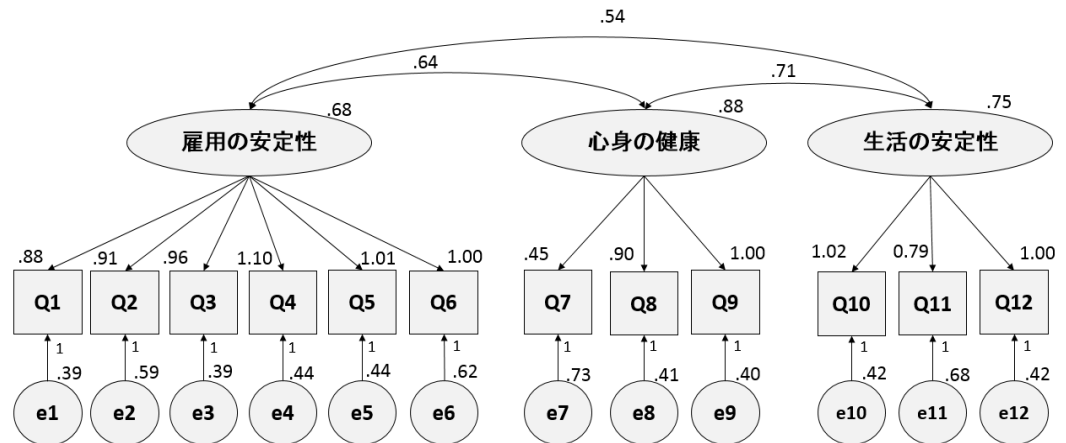 .54
.64
.71
.68
.88
.75
雇用の安定性
心身の健康
生活の安定性
.88 .91 .96 1.10 1.01 1.00 .45 .90 1.00 1.02 0.79 1.00
Q1 Q2 Q3 Q4 Q5 Q6 Q7 Q8 Q9 Q10 Q11 Q12
1 1 1 1 1 1 1 1 1 1 1 1
.39 .59 .39 .44 .44 .62 .73 .41 .40 .42 .68 .42
e1 e2 e3 e4 e5 e6 e7 e8 e9 e10 e11 e12